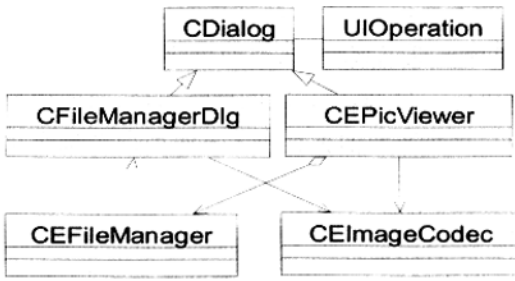 CDialog
UIOperation
CFileManagerDlg
CEPicViewer
CEFileManager
CEImageCodec